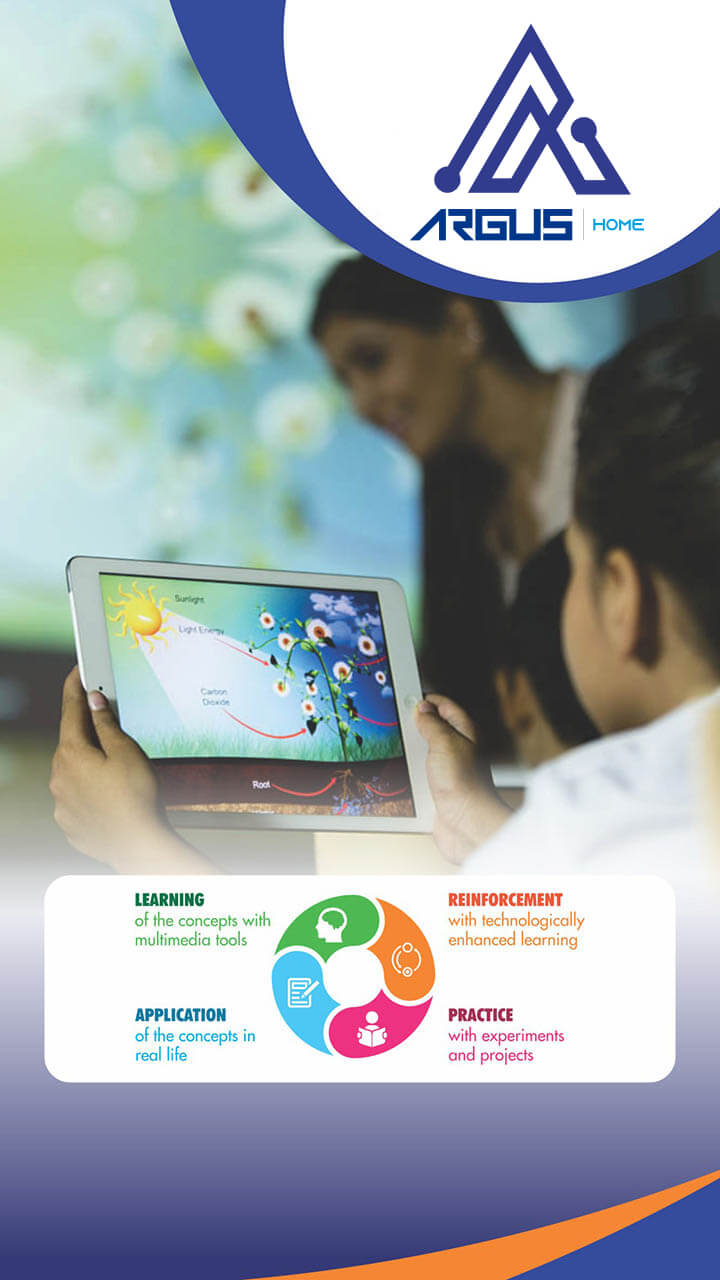 ARGUS | HOME
Sunlight
Light Energy
Carbon
Dioxide
Root
LEARNING
of the concepts with
multimedia tools
REINFORCEMENT
with technologically
enhanced learning
APPLICATION
of the concepts in
real life
PRACTICE
with experiments
and projects